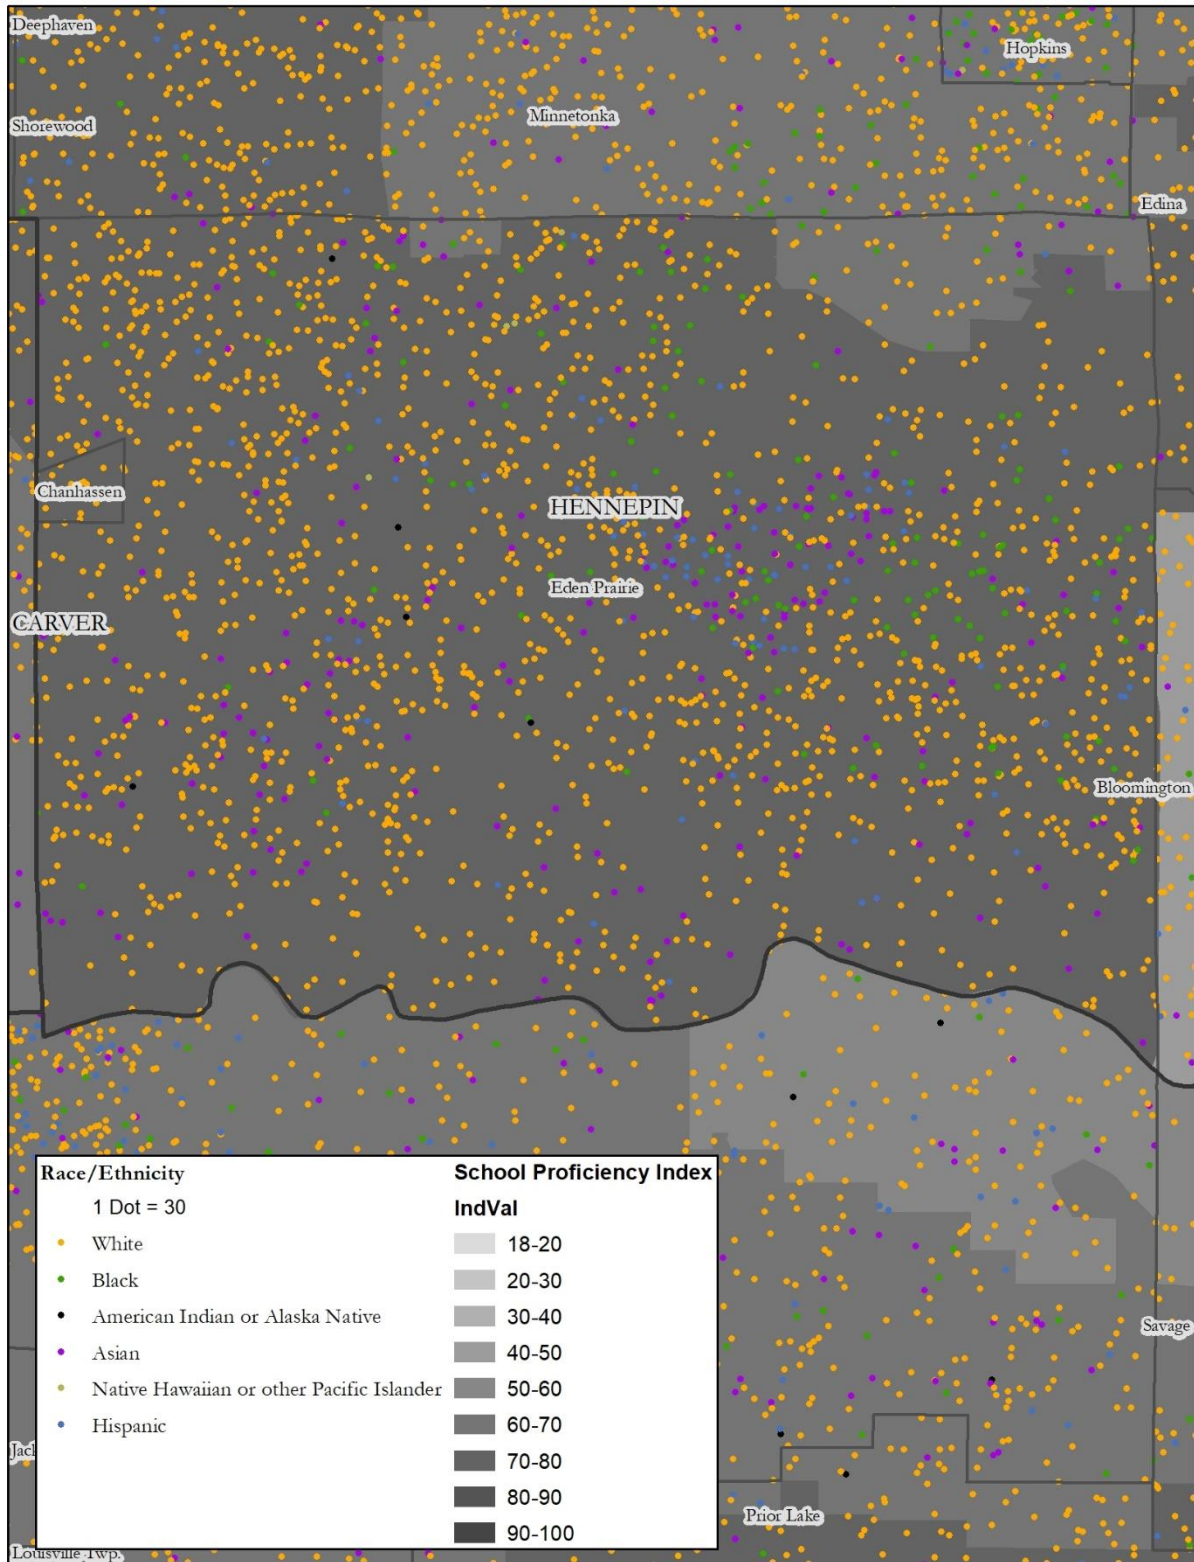 Deephaven
Hopkins
Minnetonka
Shorewood
Edina
Chanhassen
HENNEPIN
Eden Prairie
CARVER
Bloomington
Race/Ethnicity
1 Dot = 30
White
Black
American Indian or Alaska Native
Asian
Native Hawaiian or other Pacific Islander
Hispanic
School Proficiency Index
IndVal
18-20
20-30
30-40
40-50
50-60
60-70
70-80
80-90
90-100
Savage
Jack
Prior Lake
Louisville Twp.